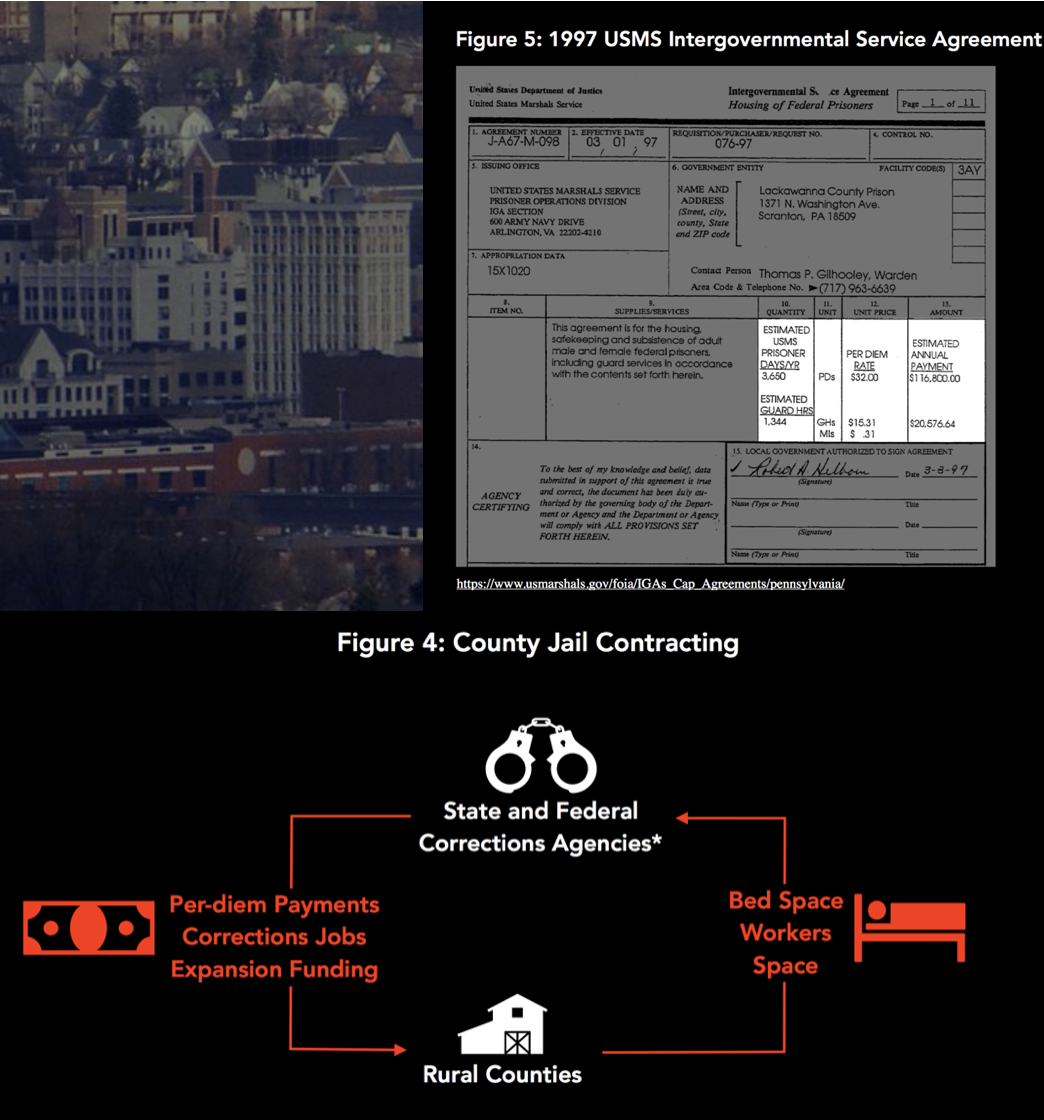 Figure 5: 1997 USMS Intergovernmental Service Agreement
United States Department of Justice
United States Marshals Service
Intergovernmental S. .ce Agreement
Housing of Federal Prisoners
Page 1 of 11
1. AGREEMENT NUMBER
J-A67-M-098
2. EFFECTIVE DATE
03 / 01 / 97
REQUISITION/PURCHASER/REQUEST NO.
076-97
4. CONTROL NO.
5. ISSUING OFFICE
UNITED STATES MARSHALS SERVICE
PRISONER OPERATIONS DIVISION
IGA SECTION
600 ARMY NAVY DRIVE
ARLINGTON, VA 22202-4210
6. GOVERNMENT ENTITY
FACILITY CODE(S) 3AY
NAME AND
ADDRESS
(Street, city,
county, State
and ZIP code
Lackawanna County Prison
1371 N. Washington Ave.
Scranton, PA 18509
7. APPROPRIATION DATA
15X1020
Contact Person Thomas P. Gilhooley, Warden
Area Code & Telephone No. (717) 963-6639
8.
ITEM NO.
9.
SUPPLIES/SERVICES
10.
QUANTITY
11.
UNIT
12.
UNIT PRICE
13.
AMOUNT
This agreement is for the housing,
safekeeping and subsistence of adult
male and female federal prisoners,
including guard services in accordance
with the contents set forth herein.
ESTIMATED
USMS
PRISONER
DAYS/YR
3,650
PDs
PER DIEM
RATE
$32.00
ESTIMATED
ANNUAL
PAYMENT
$116,800.00
ESTIMATED
GUARD HRS
1,344
GHs
MIs
$15.31
$ .31
$20,576.64
14.
AGENCY
CERTIFYING
To the best of my knowledge and belief, data
submitted in support of this agreement is true
and correct, the document has been duly au-
thorized by the governing body of the Depart-
ment or Agency and the Department or Agency
will comply with ALL PROVISIONS SET
FORTH HEREIN.
15. LOCAL GOVERNMENT AUTHORIZED TO SIGN AGREEMENT
Date 3-3-97
(Signature)
Name (Type or Print) Title
Date
(Signature)
Name (Type or Print) Title
https://www.usmarshals.gov/foia/IGAs_Cap_Agreements/pennsylvania/
Figure 4: County Jail Contracting
State and Federal
Corrections Agencies*
Per-diem Payments
Corrections Jobs
Expansion Funding
Bed Space
Workers
Space
Rural Counties